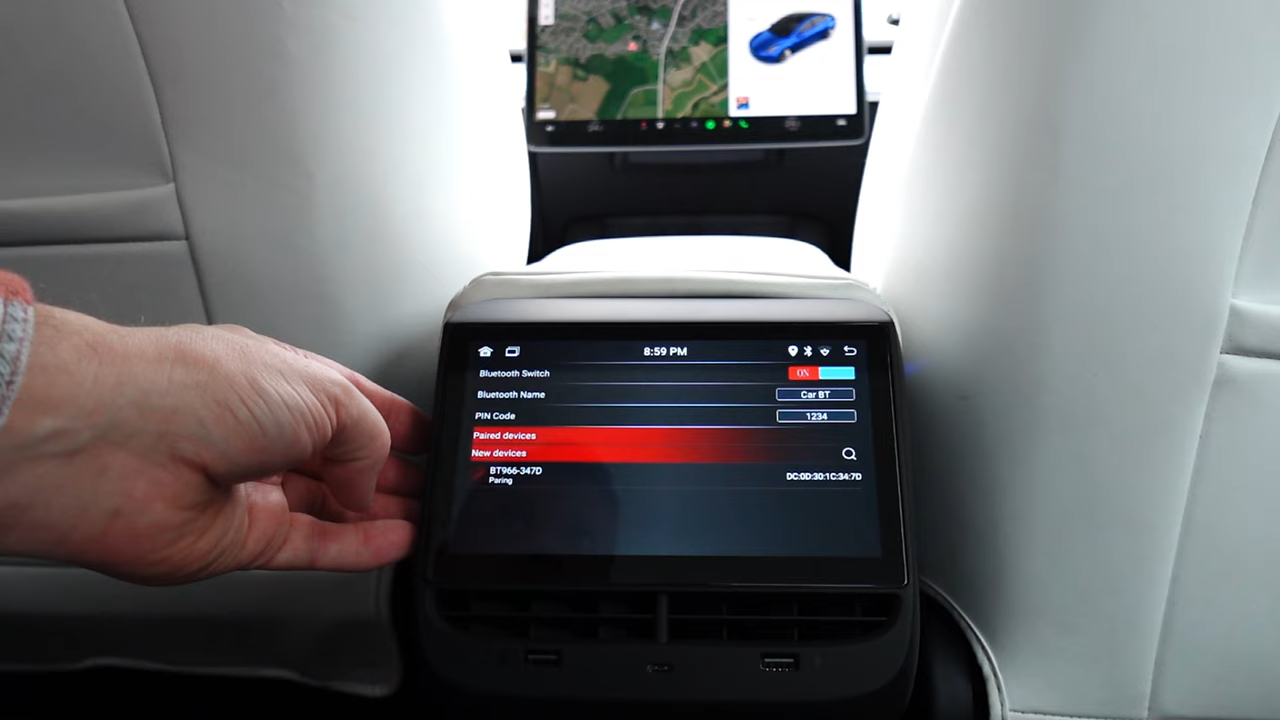 8:59 PM
Bluetooth Switch ON
Bluetooth Name Car BT
PIN Code 1234
Paired devices
New devices
BT966-347D DC:0D:30:1C:34:7D
Paring